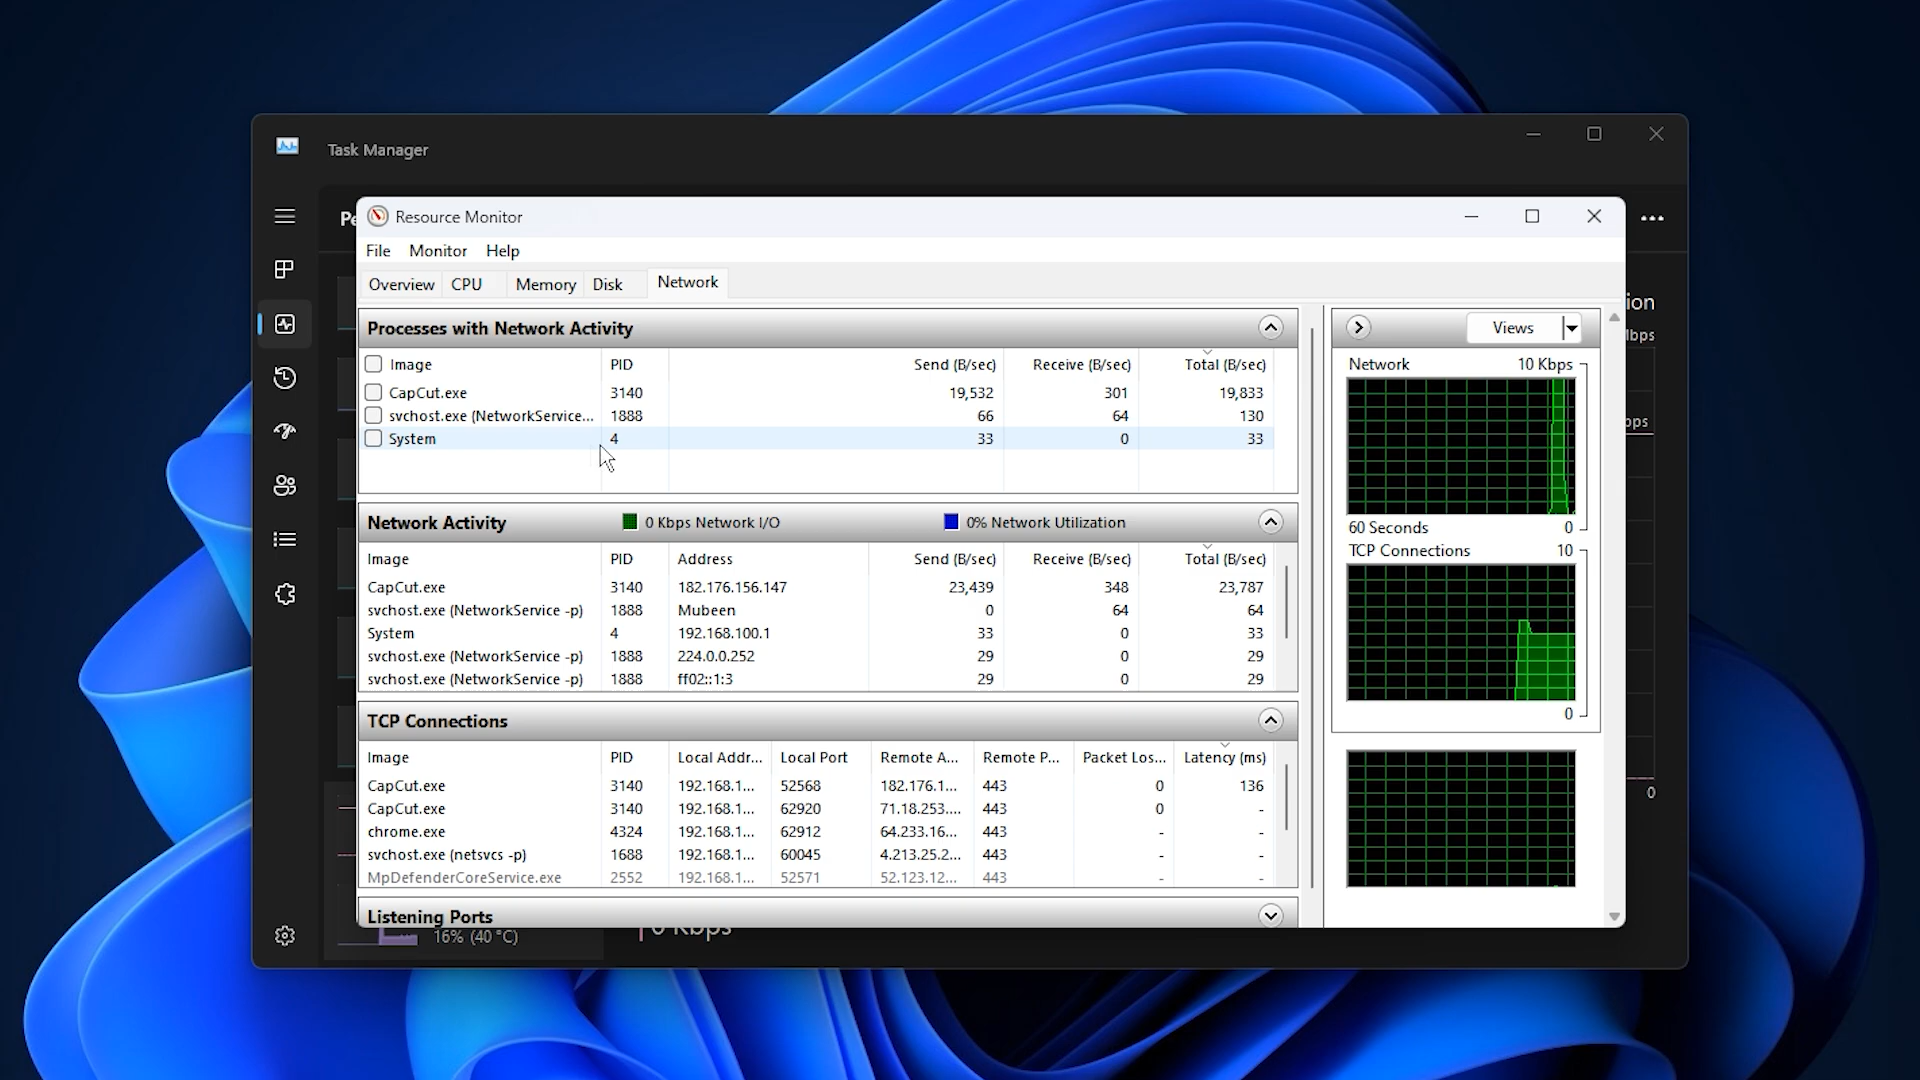 Task Manager
Pe
Resource Monitor
File Monitor Help
Overview CPU Memory Disk Network
Processes with Network Activity
Image PID Send (B/sec) Receive (B/sec) Total (B/sec)
CapCut.exe 3140 19,532 301 19,833
svchost.exe (NetworkService... 1888 66 64 130
System 4 33 0 33
Network Activity 0 Kbps Network I/O 0% Network Utilization
Image PID Address Send (B/sec) Receive (B/sec) Total (B/sec)
CapCut.exe 3140 182.176.156.147 23,439 348 23,787
svchost.exe (NetworkService -p) 1888 Mubeen 0 64 64
System 4 192.168.100.1 33 0 33
svchost.exe (NetworkService -p) 1888 224.0.0.252 29 0 29
svchost.exe (NetworkService -p) 1888 ff02::1:3 29 0 29
TCP Connections
Image PID Local Addr... Local Port Remote A... Remote P... Packet Los... Latency (ms)
CapCut.exe 3140 192.168.1... 52568 182.176.1... 443 0 136
CapCut.exe 3140 192.168.1... 62920 71.18.253.... 443 0 -
chrome.exe 4324 192.168.1... 62912 64.233.16... 443 - -
svchost.exe (netsvcs -p) 1688 192.168.1... 60045 4.213.25.2... 443 - -
MpDefenderCoreService.exe 2552 192.168.1... 52571 52.123.12... 443 - -
Listening Ports
Views
Network 10 Kbps
60 Seconds 0
TCP Connections 10
0
ion
lbps
ops
0
16% (40 °C)
0 Kbps